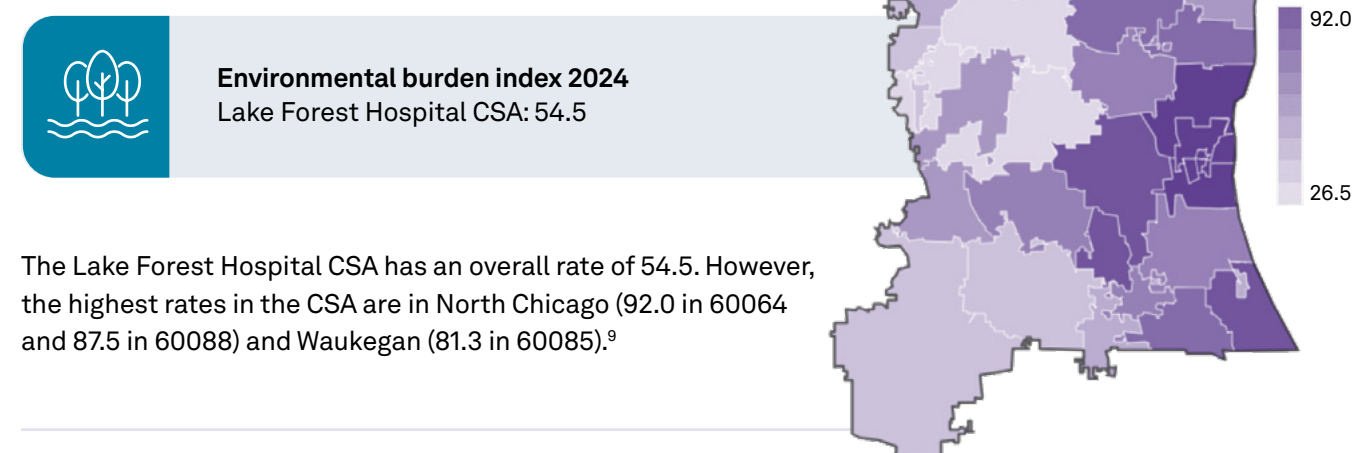 92.0
Environmental burden index 2024
Lake Forest Hospital CSA: 54.5
26.5
The Lake Forest Hospital CSA has an overall rate of 54.5. However,
the highest rates in the CSA are in North Chicago (92.0 in 60064
and 87.5 in 60088) and Waukegan (81.3 in 60085).⁹